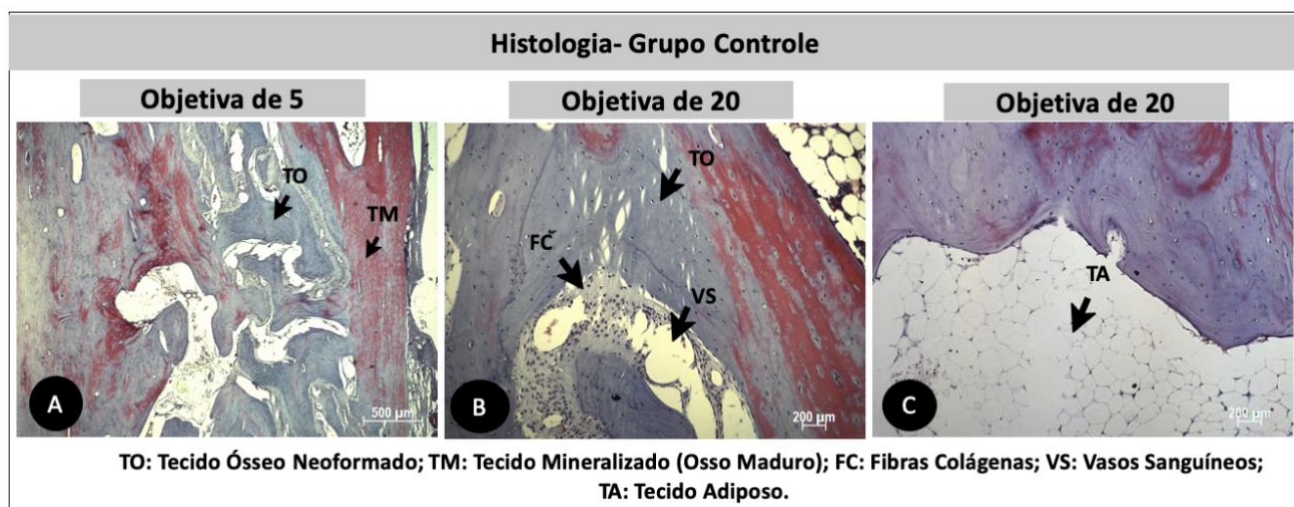 Histologia- Grupo Controle
Objetiva de 5
Objetiva de 20
Objetiva de 20
TO
TM
A
500 µm
TO
FC
VS
B
200 µm
TA
C
200 µm
TO: Tecido Ósseo Neoformado; TM: Tecido Mineralizado (Osso Maduro); FC: Fibras Colágenas; VS: Vasos Sanguíneos;
TA: Tecido Adiposo.